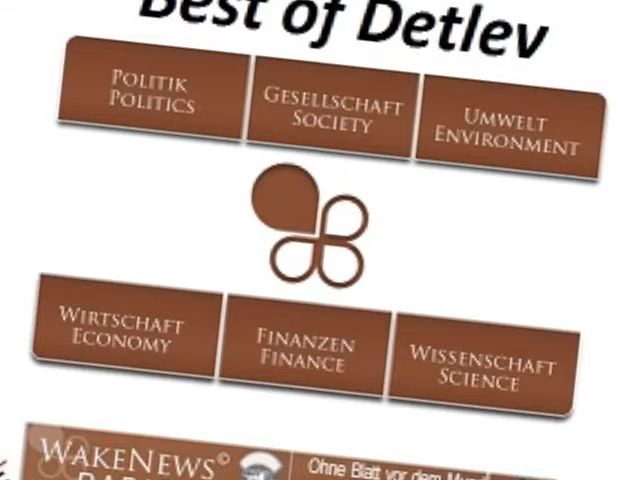 Best of Detlev
POLITIK
POLITICS
GESELLSCHAFT
SOCIETY
UMWELT
ENVIRONMENT
WIRTSCHAFT
ECONOMY
FINANZEN
FINANCE
WISSENSCHAFT
SCIENCE
WAKENEWS©
Ohne Blatt vor dem